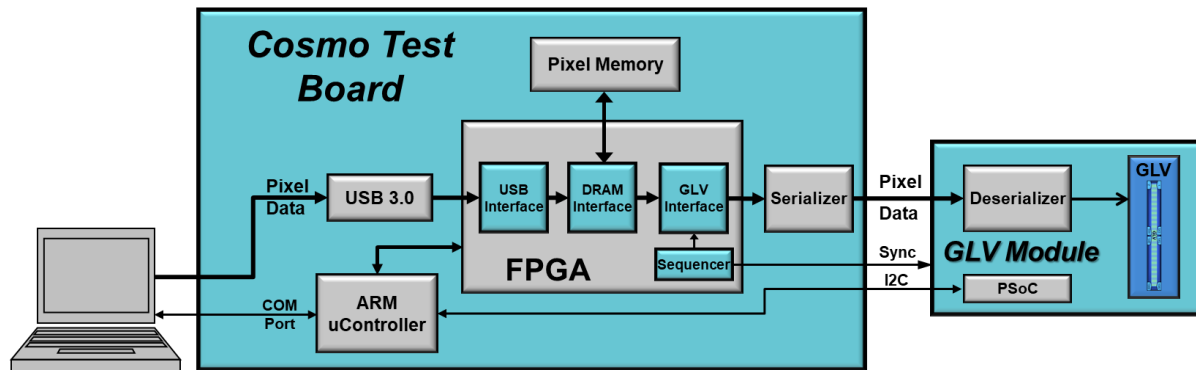 Cosmo Test
Board
Pixel Memory
Pixel
Data
USB 3.0
USB
Interface
DRAM
Interface
GLV
Interface
Sequencer
FPGA
Serializer
COM
Port
ARM
uController
Pixel
Data
Sync
I2C
Deserializer
GLV
GLV Module
PSoC